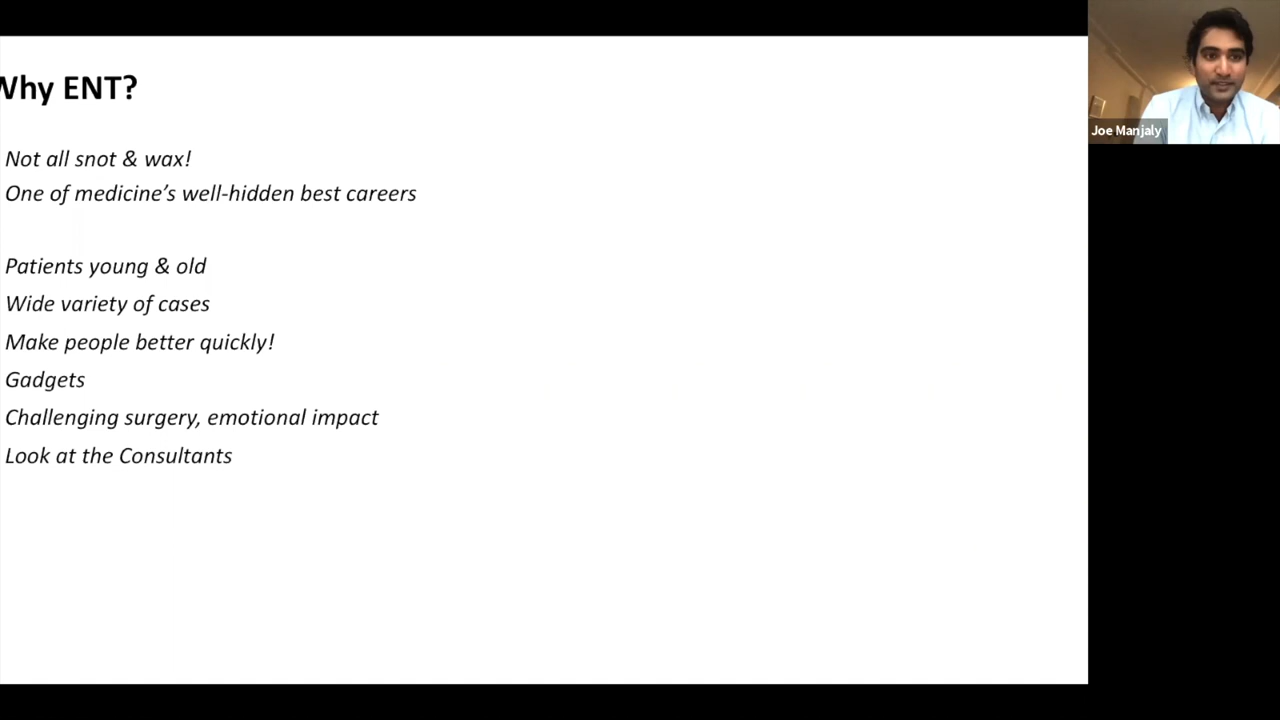 Why ENT?
Not all snot & wax!
One of medicine's well-hidden best careers
Patients young & old
Wide variety of cases
Make people better quickly!
Gadgets
Challenging surgery, emotional impact
Look at the Consultants
Joe Manjaly